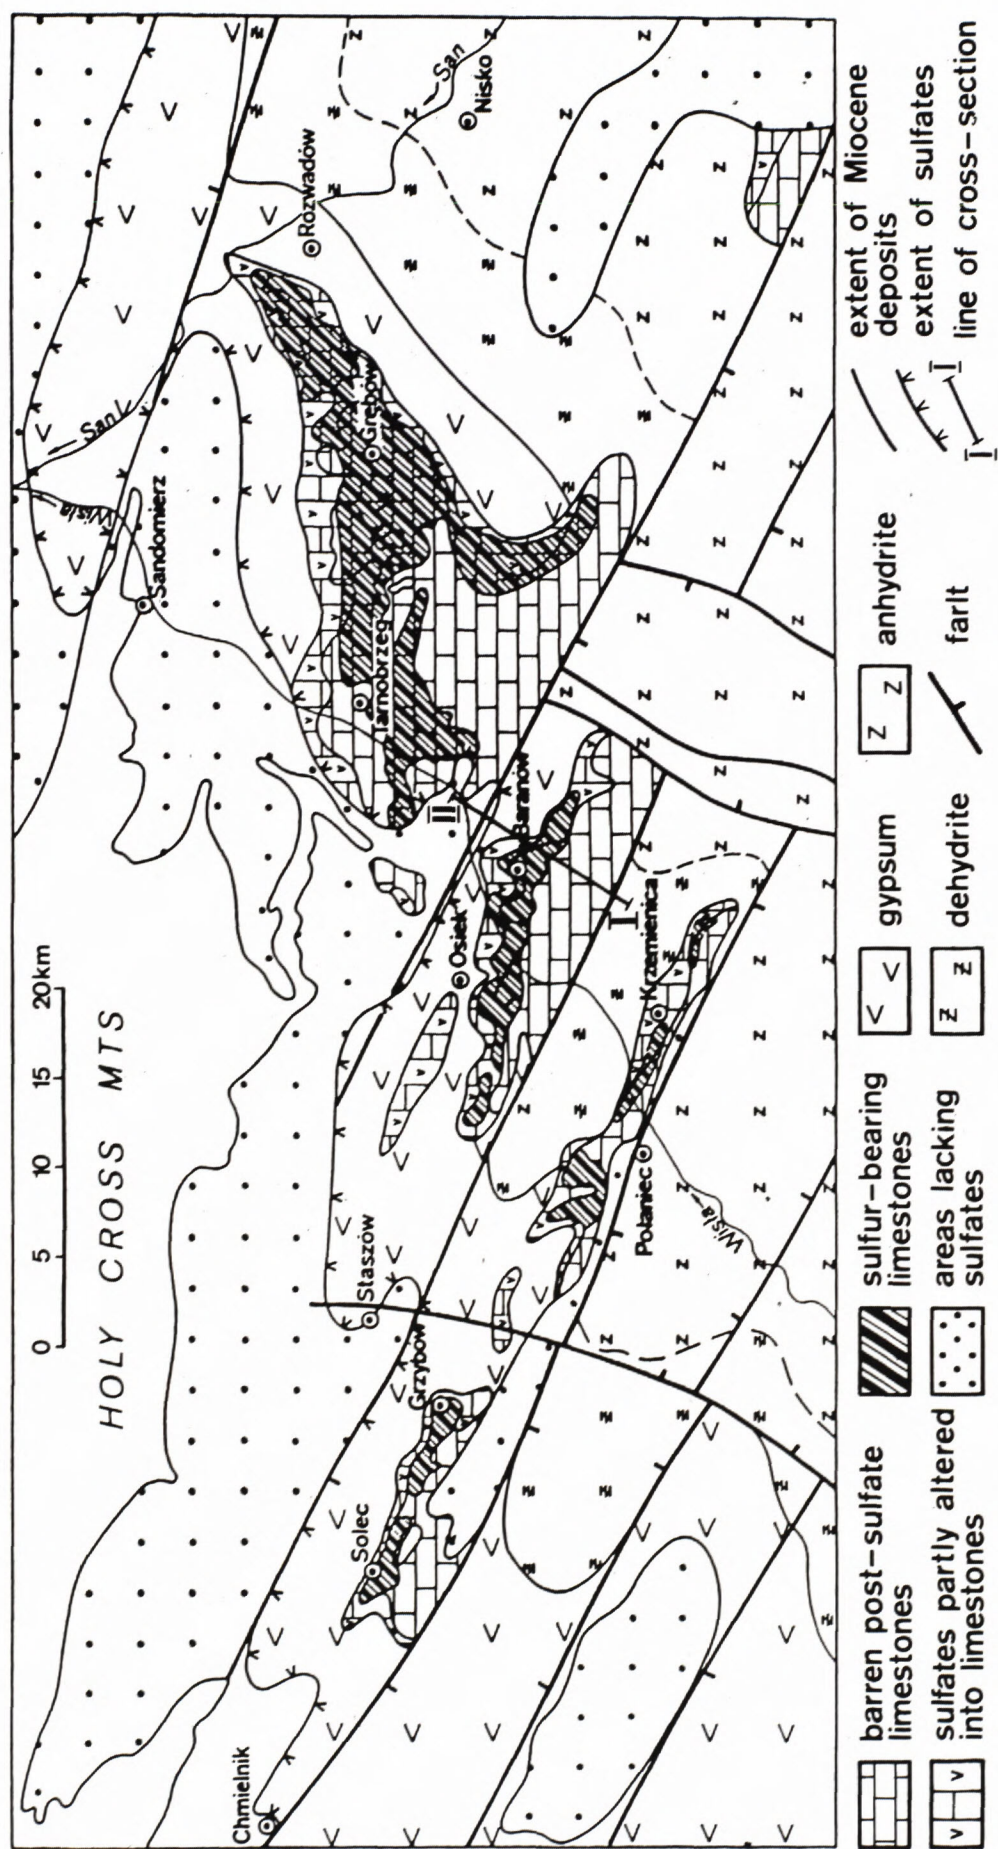 HOLY CROSS MTS
0 5 10 15 20km
Chmielnik
Solec
Grzybów
Staszów
Osiek
Baranów
Połaniec
Krzemienica
Wisła
Tarnobrzeg
Grębów
Sandomierz
Wisła
San
Rozwadów
San
Nisko
I
II
barren post-sulfate
limestones
sulfates partly altered
into limestones
sulfur-bearing
limestones
areas lacking
sulfates
gypsum
dehydrite
anhydrite
farlt
extent of Miocene
deposits
extent of sulfates
I I
line of cross-section